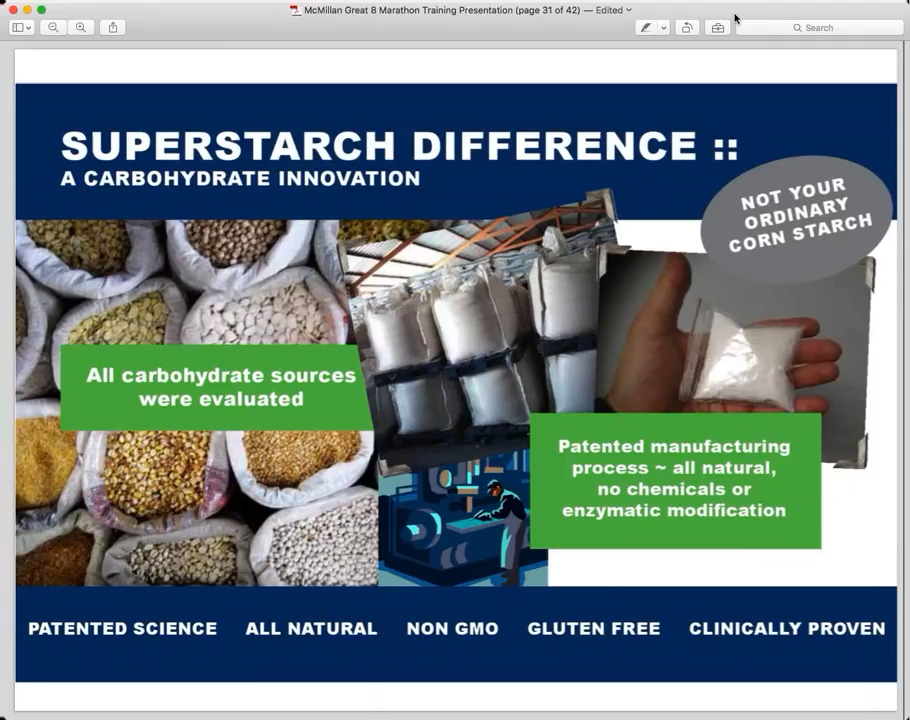 McMillan Great 8 Marathon Training Presentation (page 31 of 42) — Edited
Search
SUPERSTARCH DIFFERENCE ::
A CARBOHYDRATE INNOVATION
NOT YOUR
ORDINARY
CORN STARCH
All carbohydrate sources
were evaluated
Patented manufacturing
process ~ all natural,
no chemicals or
enzymatic modification
PATENTED SCIENCE ALL NATURAL NON GMO GLUTEN FREE CLINICALLY PROVEN